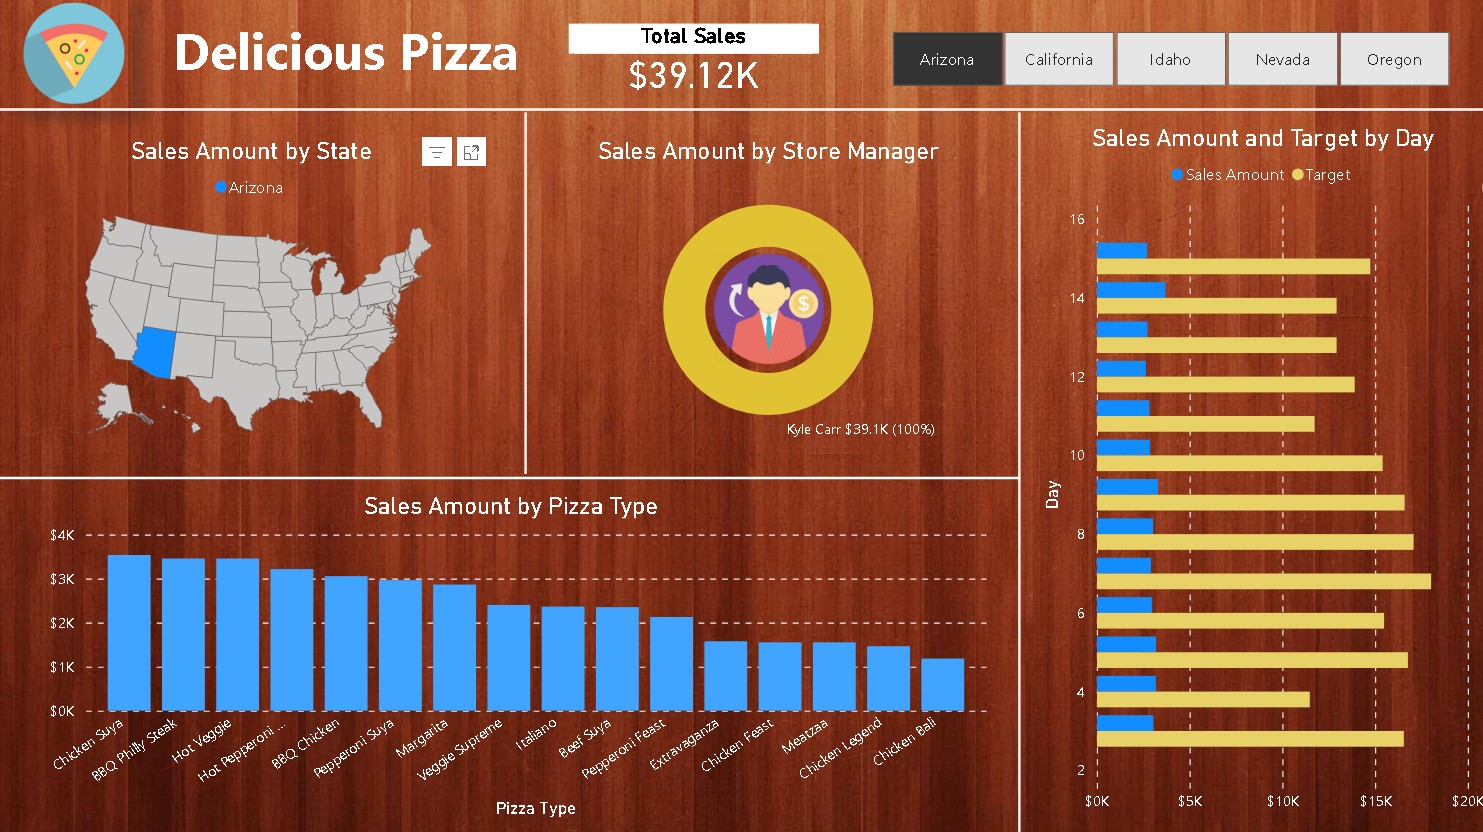 Delicious Pizza
Total Sales
$39.12K
Arizona
California
Idaho
Nevada
Oregon
Sales Amount by State
Arizona
Sales Amount by Store Manager
$
Kyle Carr $39.1K (100%)
Sales Amount and Target by Day
Sales Amount
Target
16
14
12
10
8
6
4
2
Day
$0K
$5K
$10K
$15K
$20K
Sales Amount by Pizza Type
$4K
$3K
$2K
$1K
$0K
Chicken Suya
BBQ Philly Steak
Hot Veggie
Hot Pepperoni ...
BBQ Chicken
Pepperoni Suya
Margarita
Veggie Supreme
Italiano
Beef Suya
Pepperoni Feast
Extravaganza
Chicken Feast
Meatzaa
Chicken Legend
Chicken Bali
Pizza Type